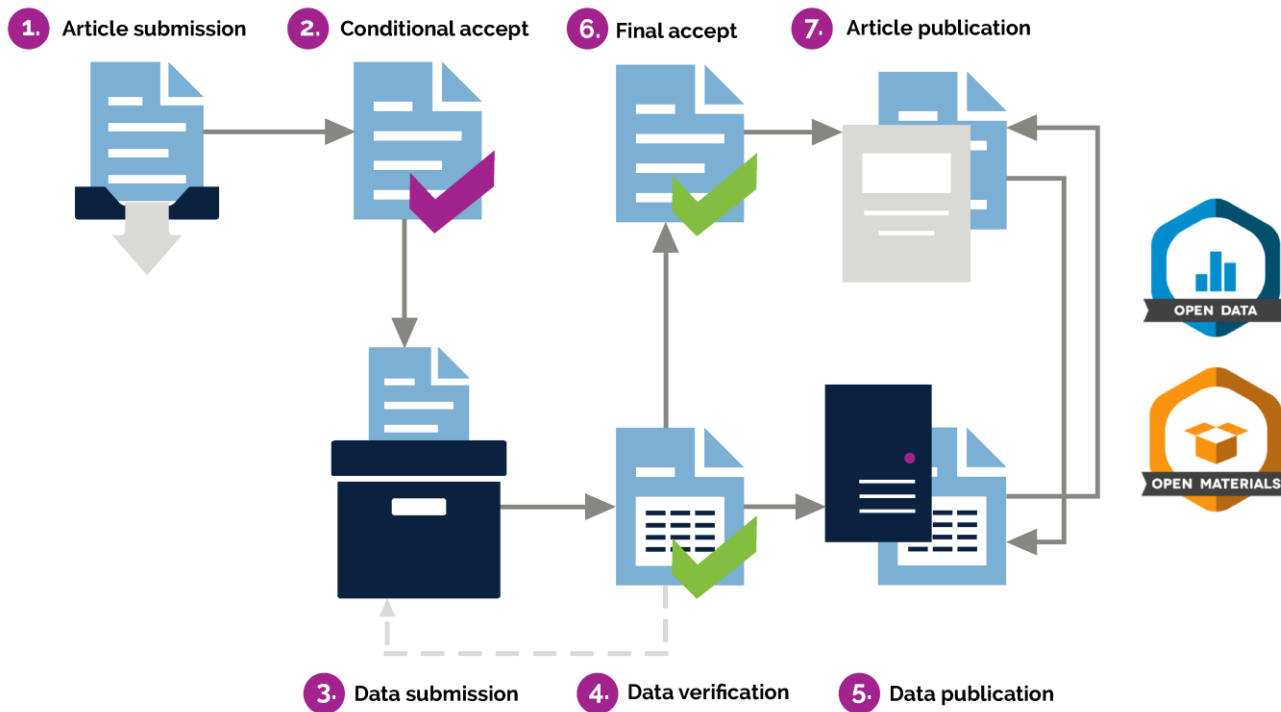 1. Article submission
2. Conditional accept
6. Final accept
7. Article publication
OPEN DATA
OPEN MATERIALS
3. Data submission
4. Data verification
5. Data publication